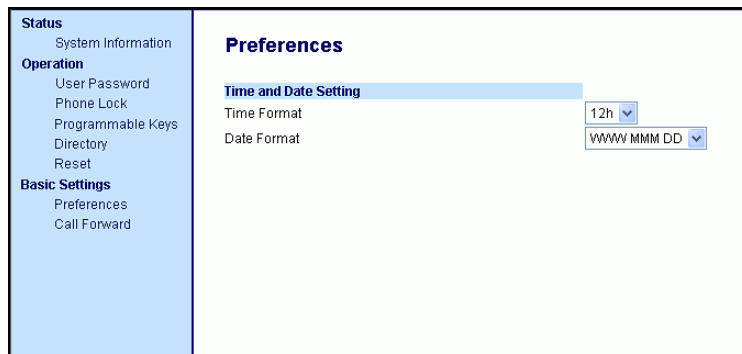 Status
System Information
Operation
User Password
Phone Lock
Programmable Keys
Directory
Reset
Basic Settings
Preferences
Call Forward
Preferences
Time and Date Setting
Time Format
12h
Date Format
WWW MMM DD